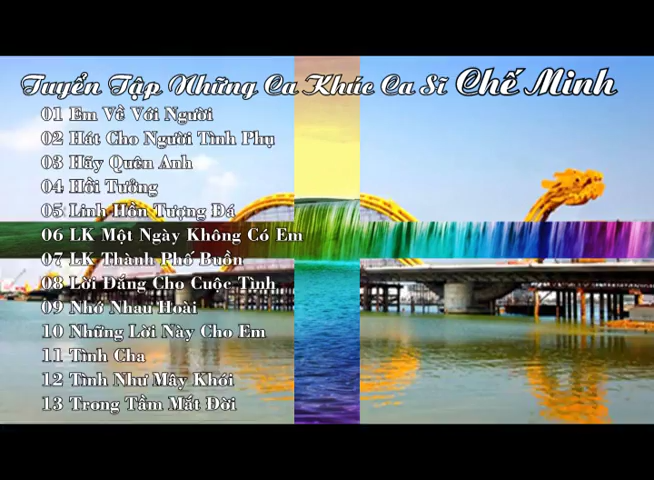 Tuyển Tập Những Ca Khúc Ca Sĩ Chế Minh
01 Em Về Với Người
02 Hát Cho Người Tình Phụ
03 Hãy Quên Anh
04 Hồi Tưởng
05 Linh Hồn Tượng Đá
06 LK Một Ngày Không Có Em
07 LK Thành Phố Buồn
08 Lời Đắng Cho Cuộc Tình
09 Nhớ Nhau Hoài
10 Những Lời Này Cho Em
11 Tình Cha
12 Tình Như Mây Khói
13 Trong Tầm Mắt Đời